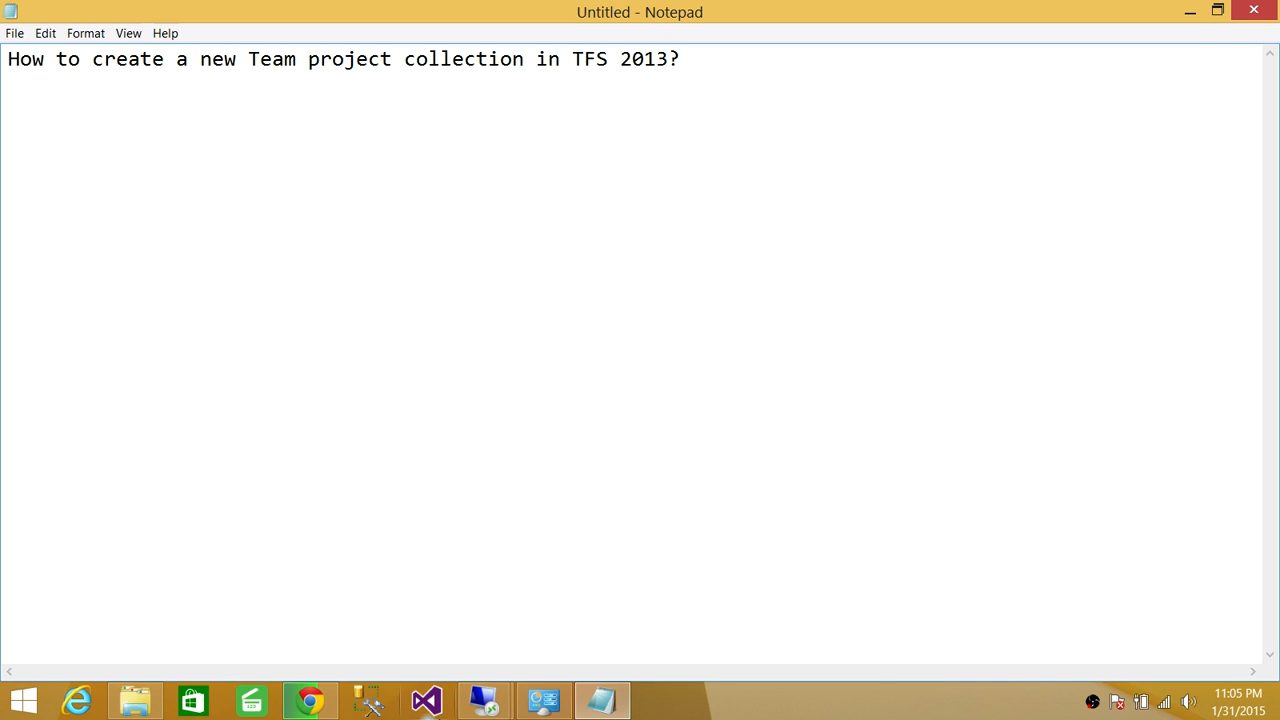 Untitled - Notepad
File Edit Format View Help
How to create a new Team project collection in TFS 2013?
11:05 PM
1/31/2015